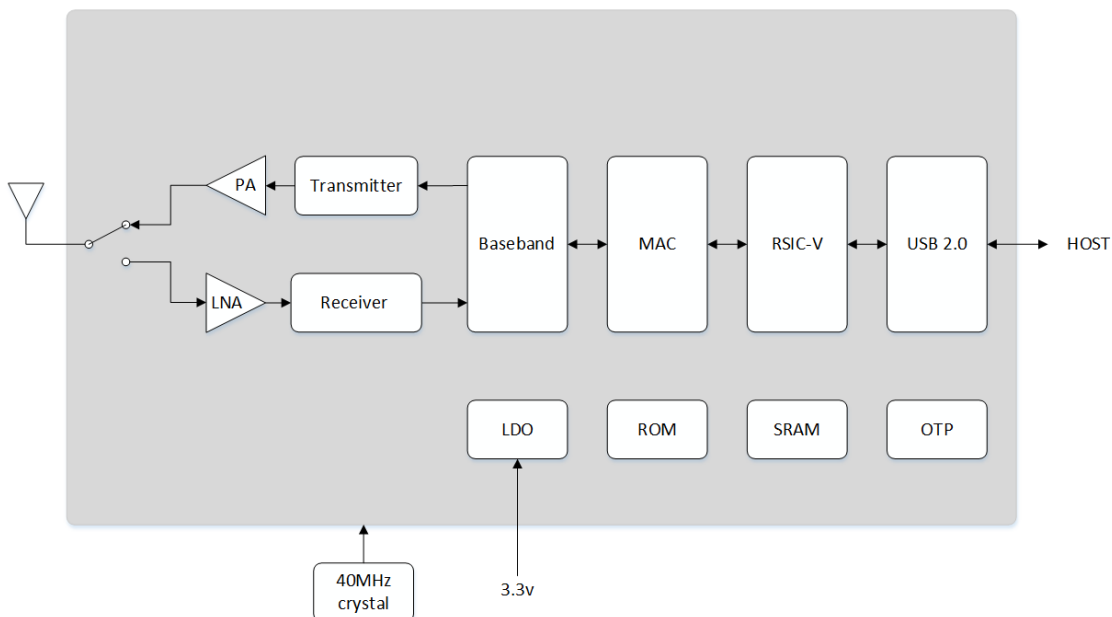 PA
Transmitter
Baseband
MAC
RSIC-V
USB 2.0
HOST
LNA
Receiver
LDO
ROM
SRAM
OTP
40MHz
crystal
3.3v